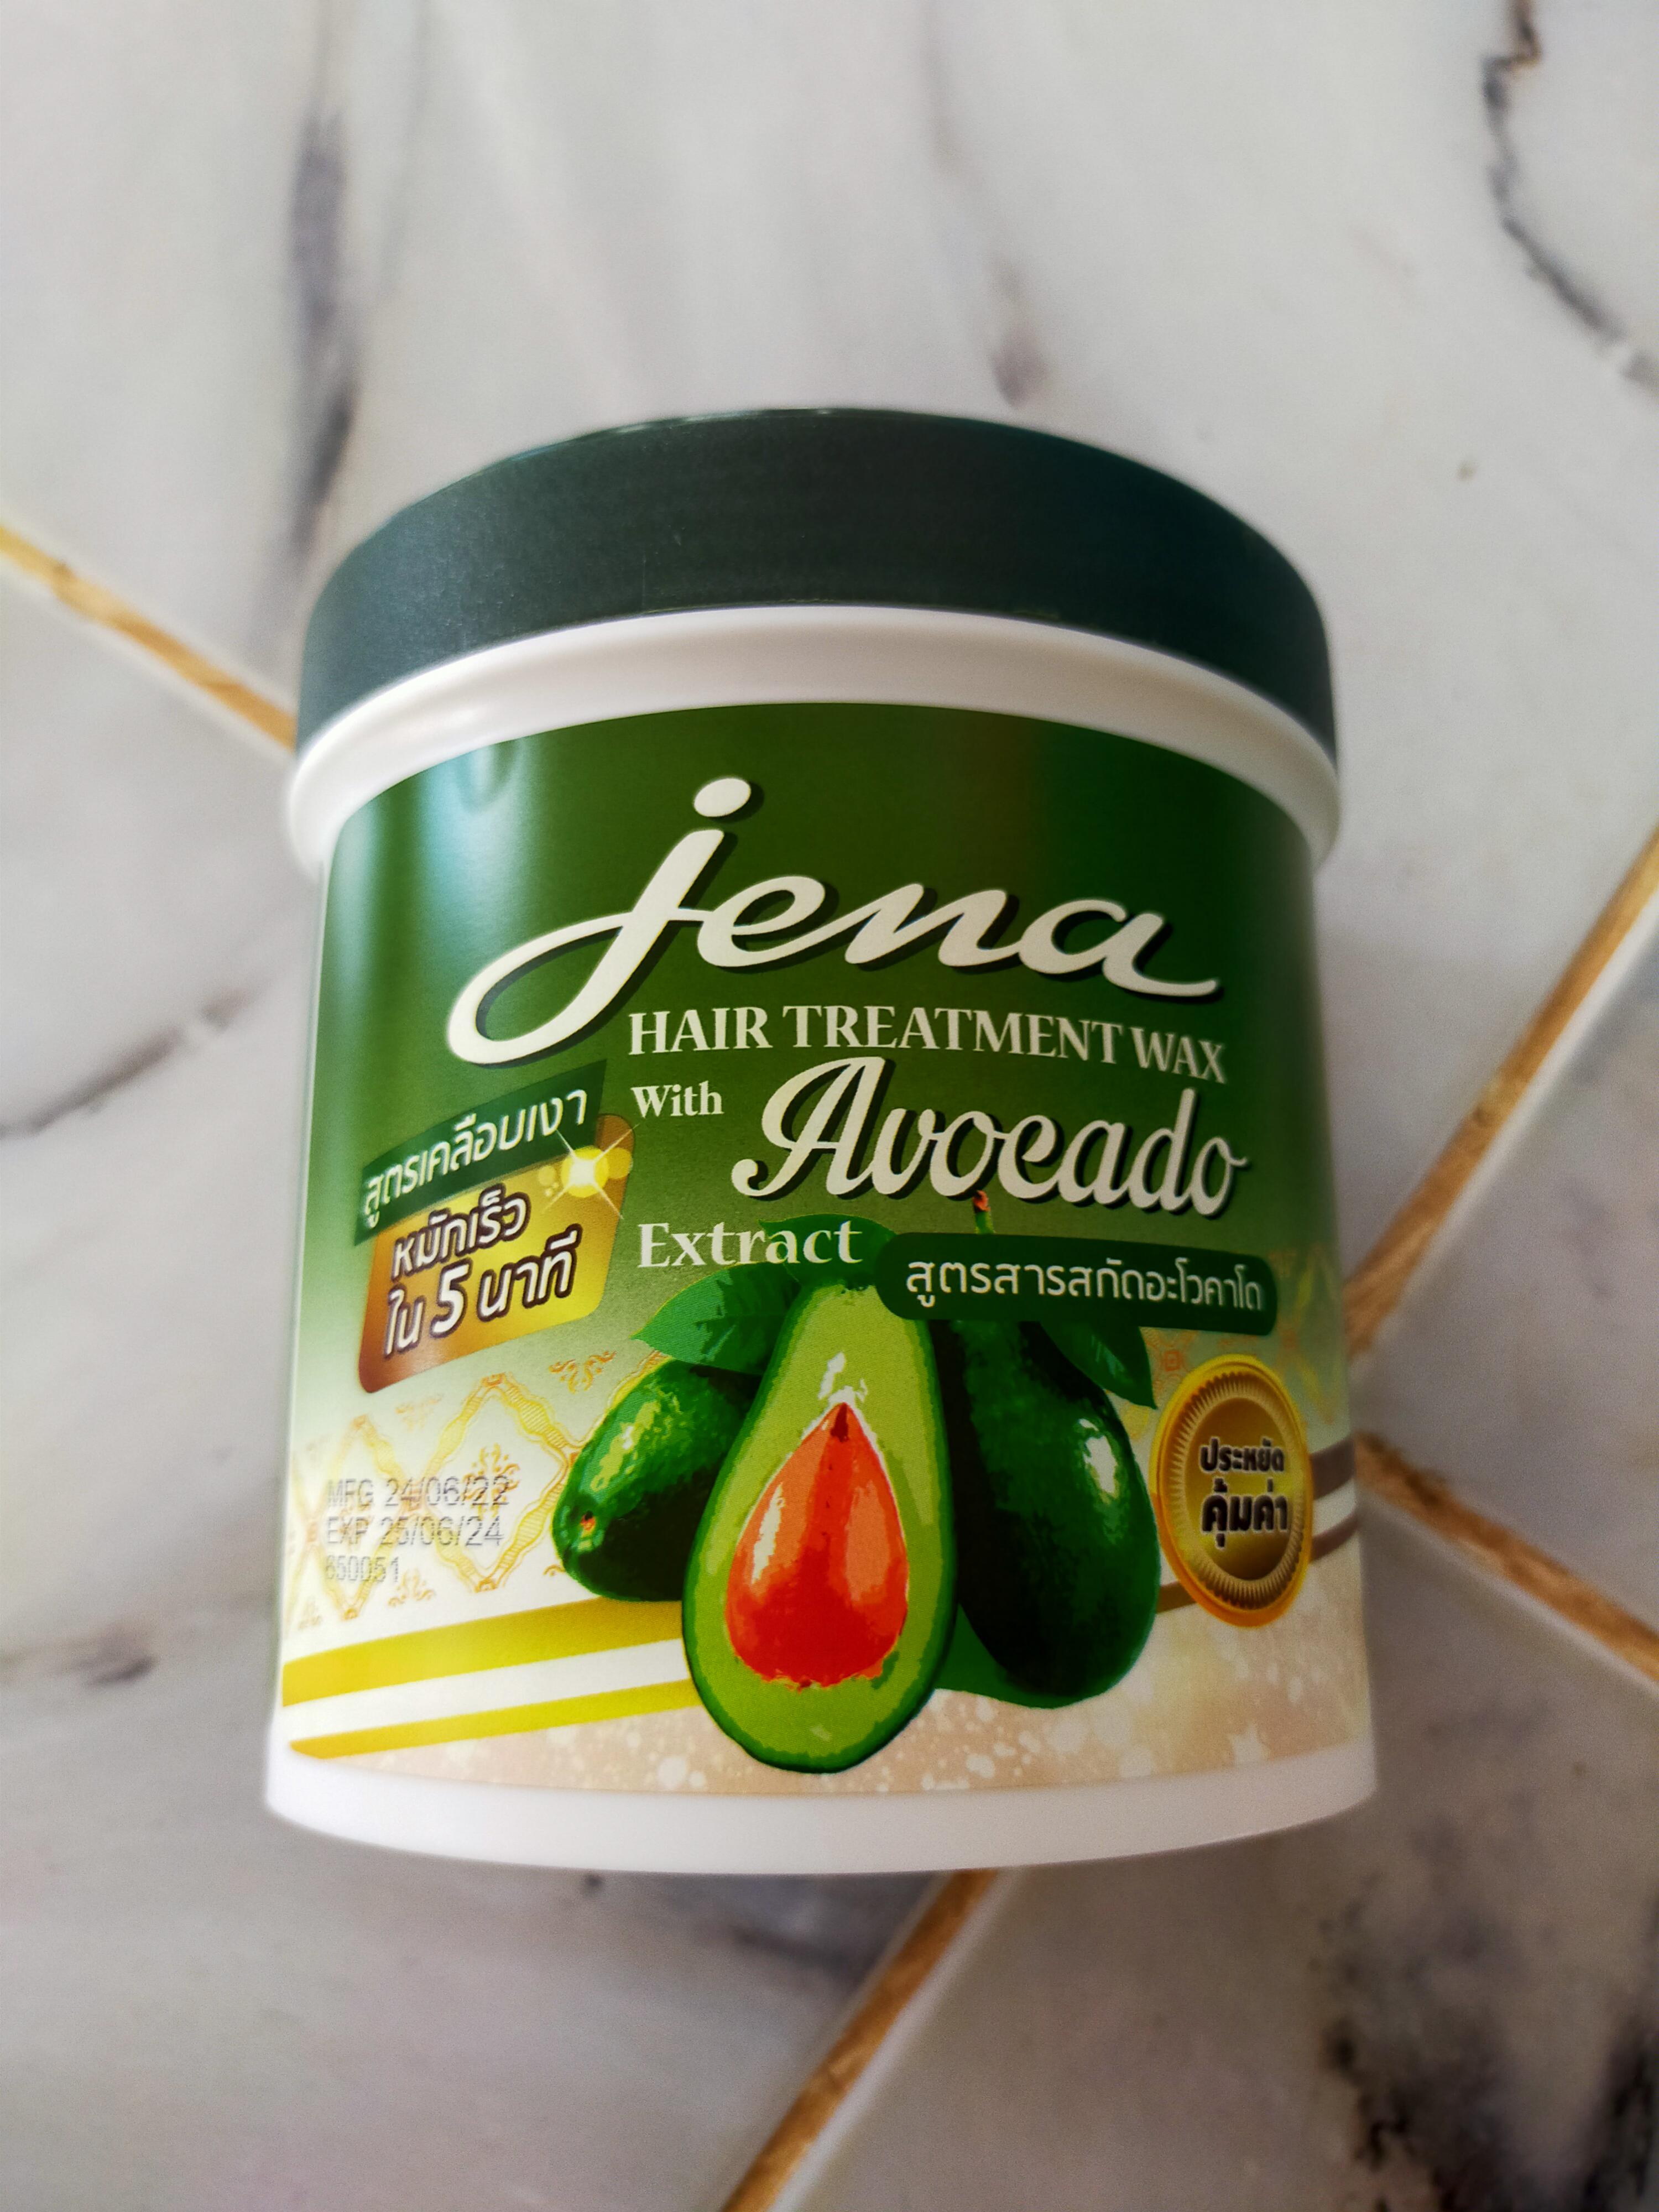 jena
HAIR TREATMENT WAX
With Avocado
Extract
สูตรสารสกัดอะโวคาโด
สูตรเคลือบเงา
หมักเร็ว
ใน 5 นาที
ประหยัด
คุ้มค่า
MFG 24/06/22
EXP 25/06/24
650051